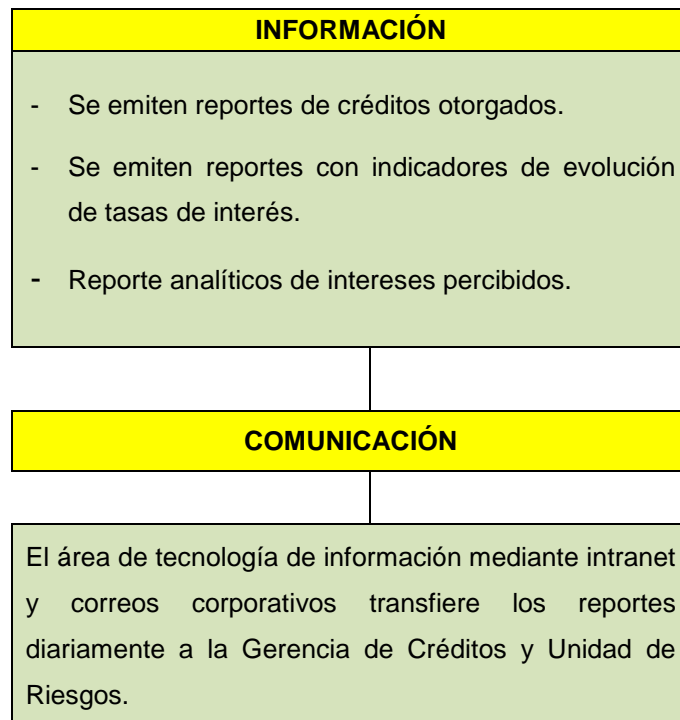 INFORMACIÓN
- Se emiten reportes de créditos otorgados.
- Se emiten reportes con indicadores de evolución
de tasas de interés.
- Reporte analíticos de intereses percibidos.
COMUNICACIÓN
El área de tecnología de información mediante intranet
y correos corporativos transfiere los reportes
diariamente a la Gerencia de Créditos y Unidad de
Riesgos.